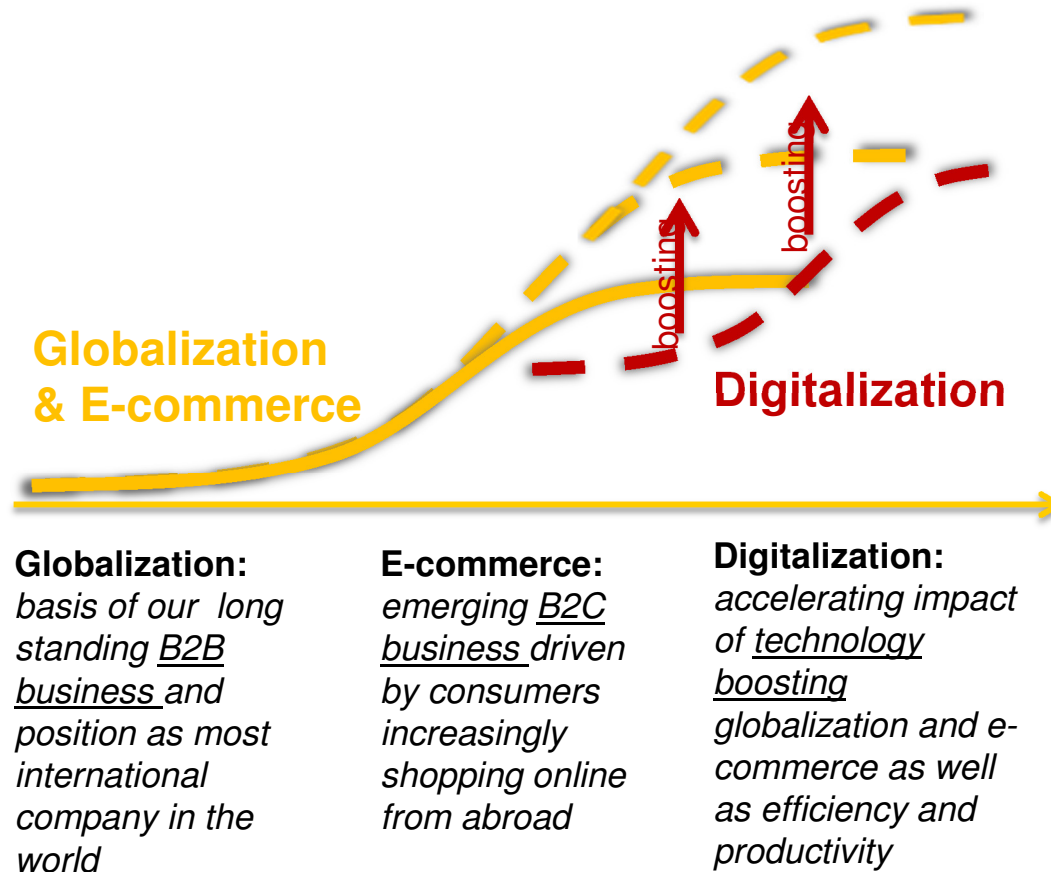 boosting
boosting
Globalization
& E-commerce
Digitalization
Globalization:
basis of our  long
standing B2B
business and
position as most
international
company in the
world
E-commerce:
emerging B2C
business driven
by consumers
increasingly
shopping online
from abroad
Digitalization:
accelerating impact
of technology
boosting
globalization and e-
commerce as well
as efficiency and
productivity